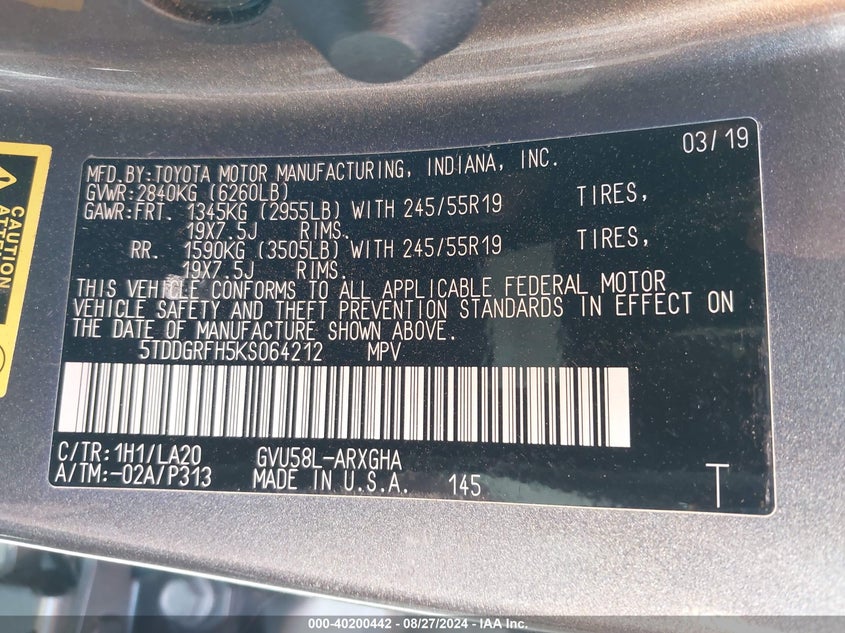 CAUTION
MFD.BY:TOYOTA MOTOR MANUFACTURING, INDIANA, INC. 03/19
GVWR:2840KG (6260LB)
GAWR:FRT. 1345KG (2955LB) WITH 245/55R19 TIRES,
19X7.5J RIMS.
RR. 1590KG (3505LB) WITH 245/55R19 TIRES,
19X7.5J RIMS.
THIS VEHICLE CONFORMS TO ALL APPLICABLE FEDERAL MOTOR
VEHICLE SAFETY AND THEFT PREVENTION STANDARDS IN EFFECT ON
THE DATE OF MANUFACTURE SHOWN ABOVE.
5TDDGRFH5KS064212 MPV
C/TR:1H1/LA20 GVU58L-ARXGHA
A/TM:-02A/P313 MADE IN U.S.A. 145 T
000-40200442 - 08/27/2024 - IAA Inc.